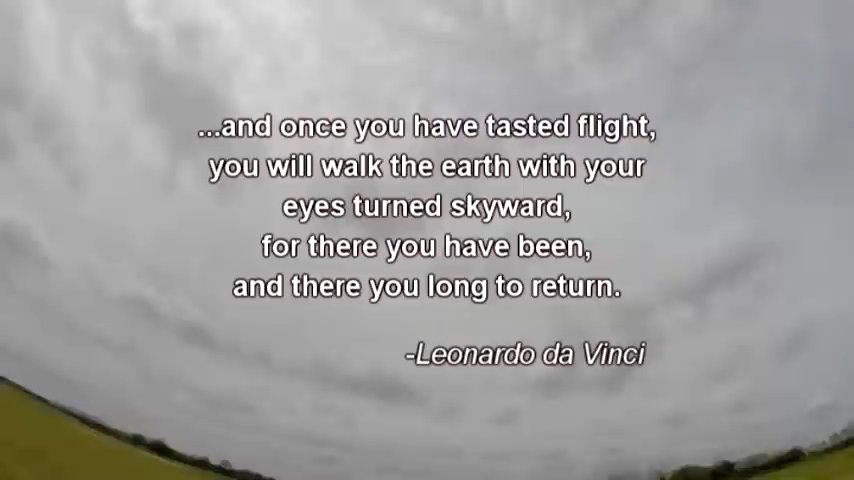 ...and once you have tasted flight,
you will walk the earth with your
eyes turned skyward,
for there you have been,
and there you long to return.
-Leonardo da Vinci